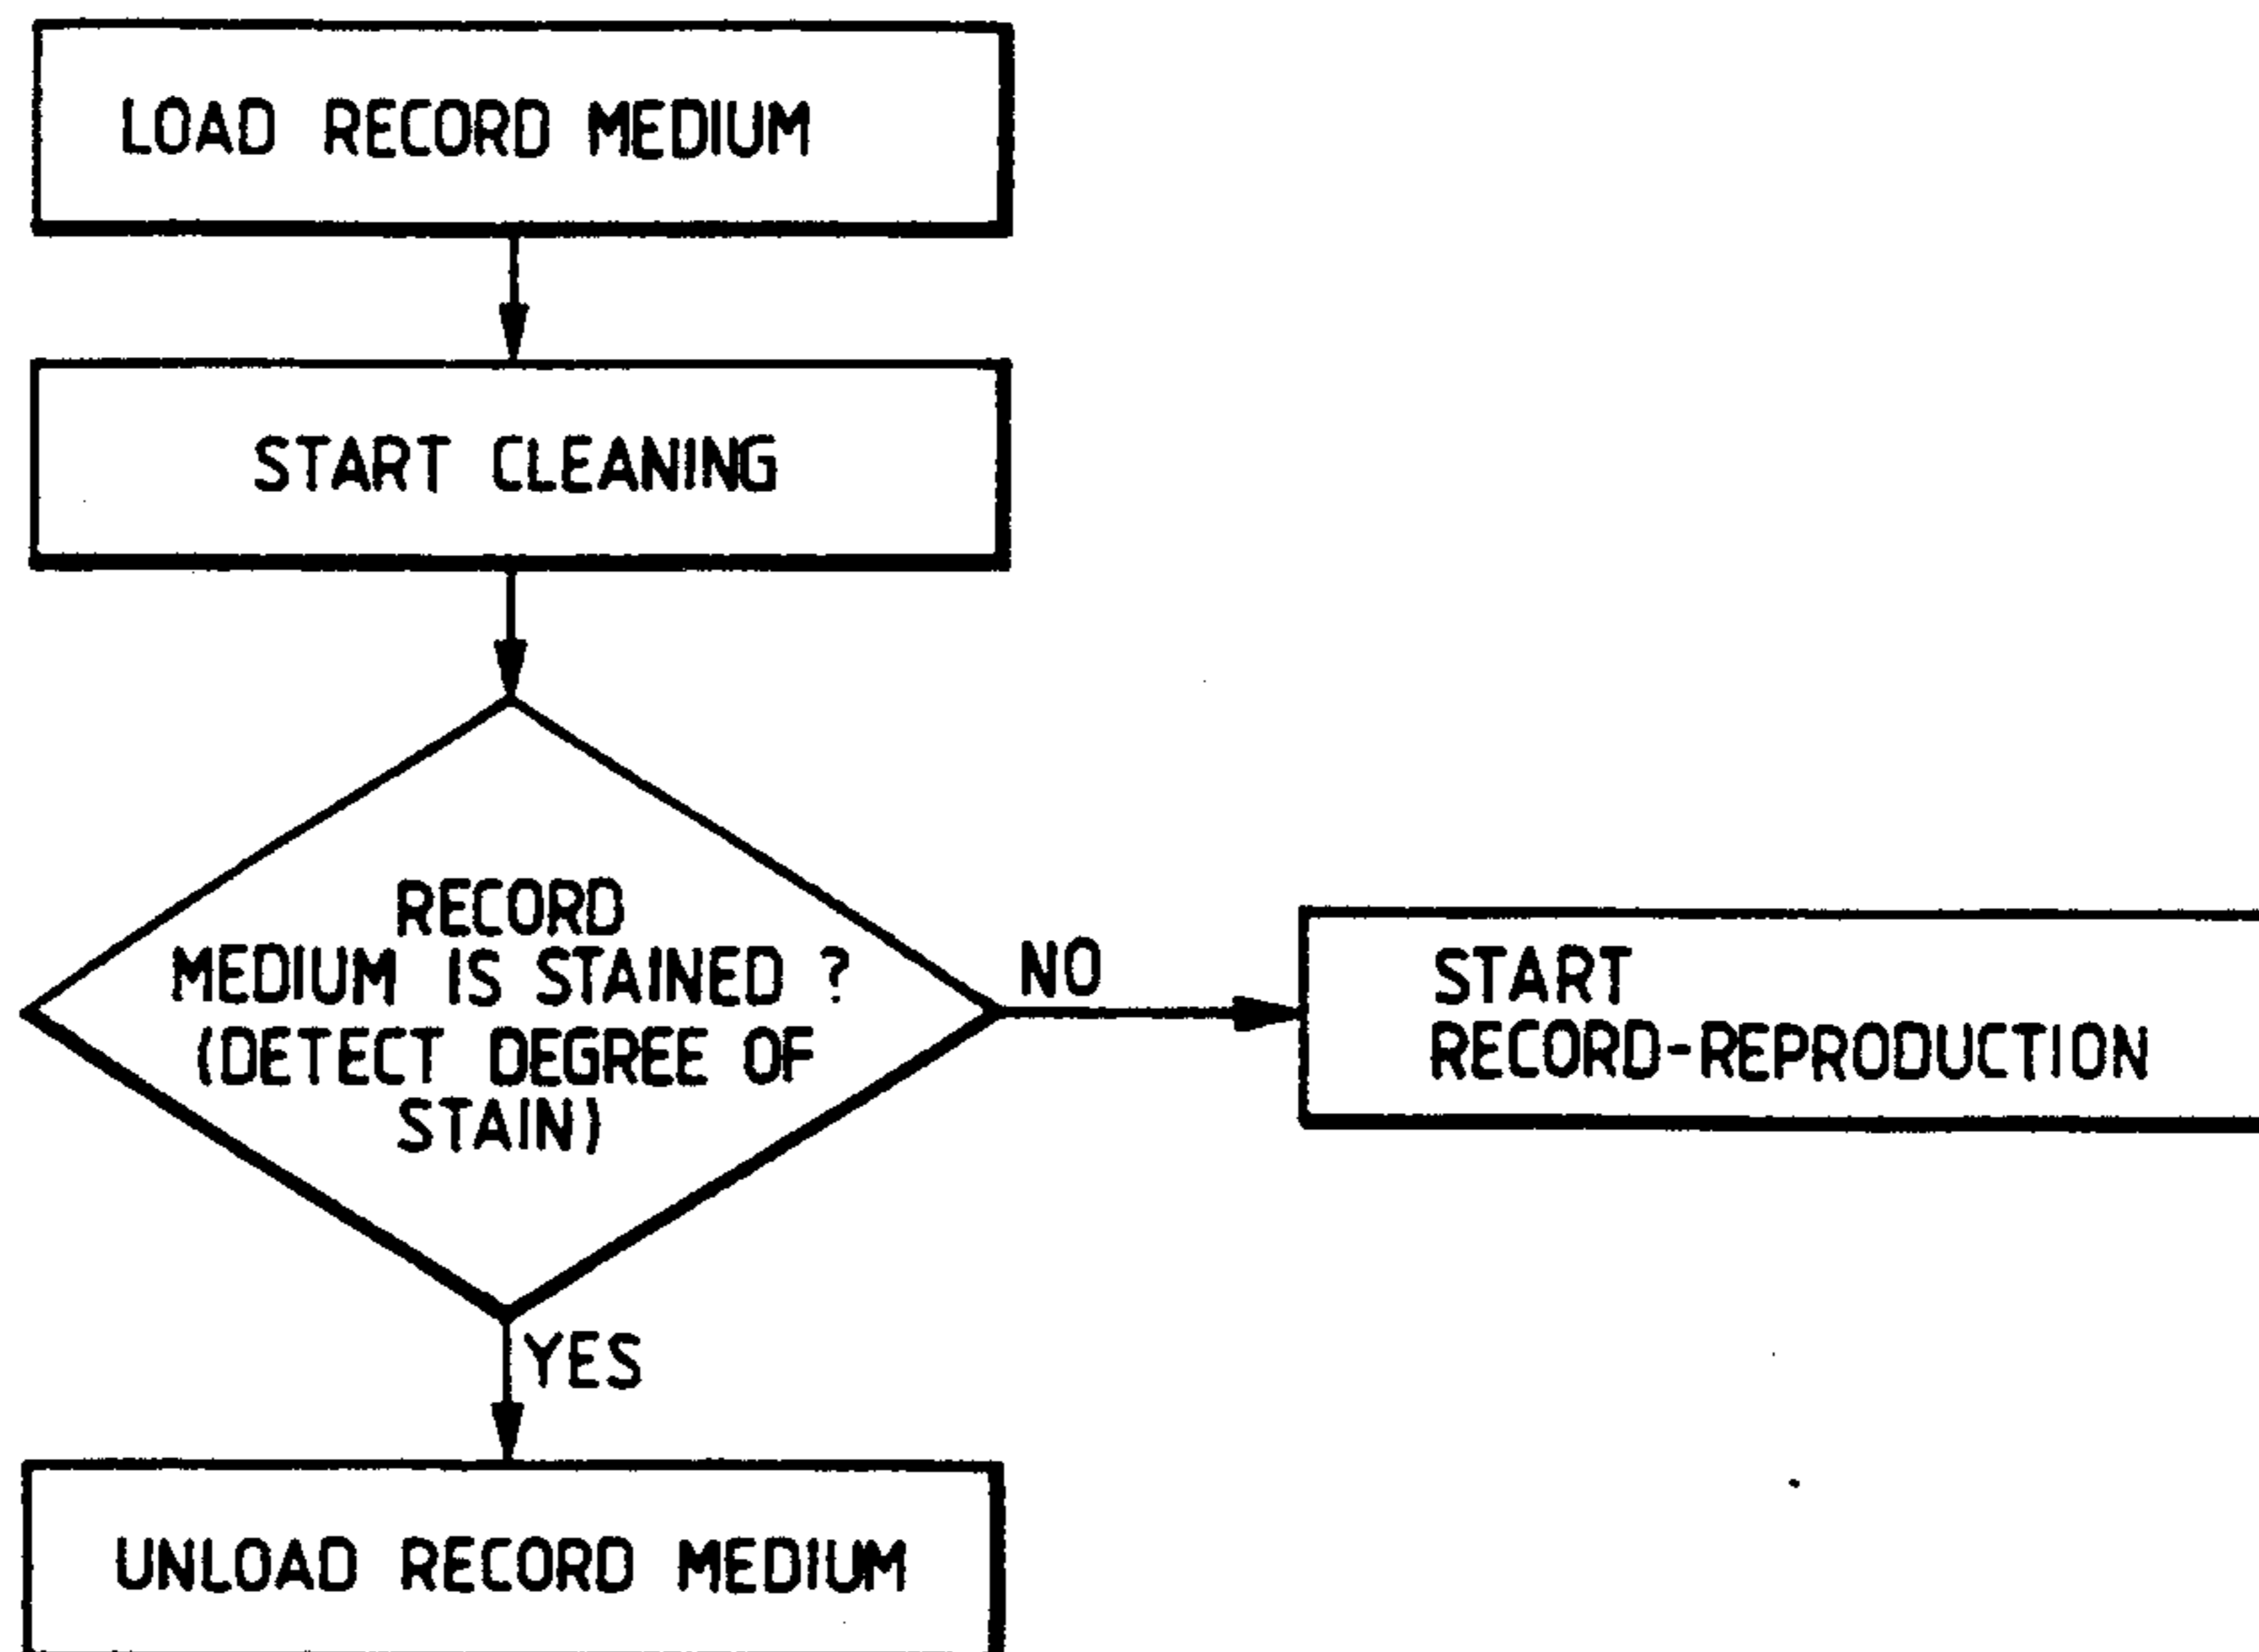 LOAD RECORD MEDIUM
START CLEANING
RECORD
MEDIUM IS STAINED ?
(DETECT DEGREE OF
STAIN)
NO
START
RECORD-REPRODUCTION
YES
UNLOAD RECORD MEDIUM